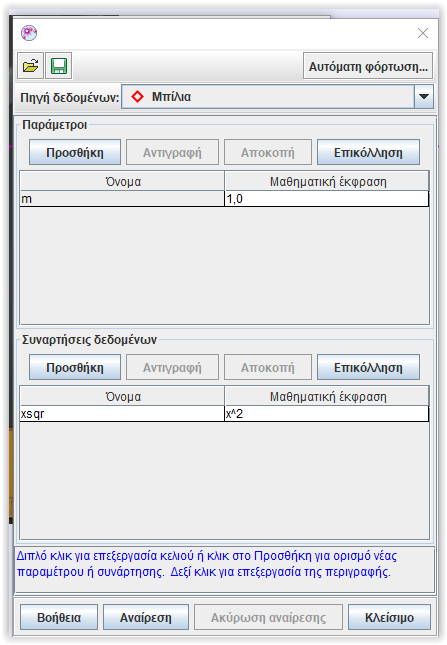 Αυτόματη φόρτωση...
Πηγή δεδομένων: Μπίλια
Παράμετροι
Προσθήκη Αντιγραφή Αποκοπή Επικόλληση
Όνομα Μαθηματική έκφραση
m 1,0
Συναρτήσεις δεδομένων
Προσθήκη Αντιγραφή Αποκοπή Επικόλληση
Όνομα Μαθηματική έκφραση
xsqr x^2
Διπλό κλικ για επεξεργασία κελιού ή κλικ στο Προσθήκη για ορισμό νέας
παραμέτρου ή συνάρτησης. Δεξί κλικ για επεξεργασία της περιγραφής.
Βοήθεια Αναίρεση Ακύρωση αναίρεσης Κλείσιμο